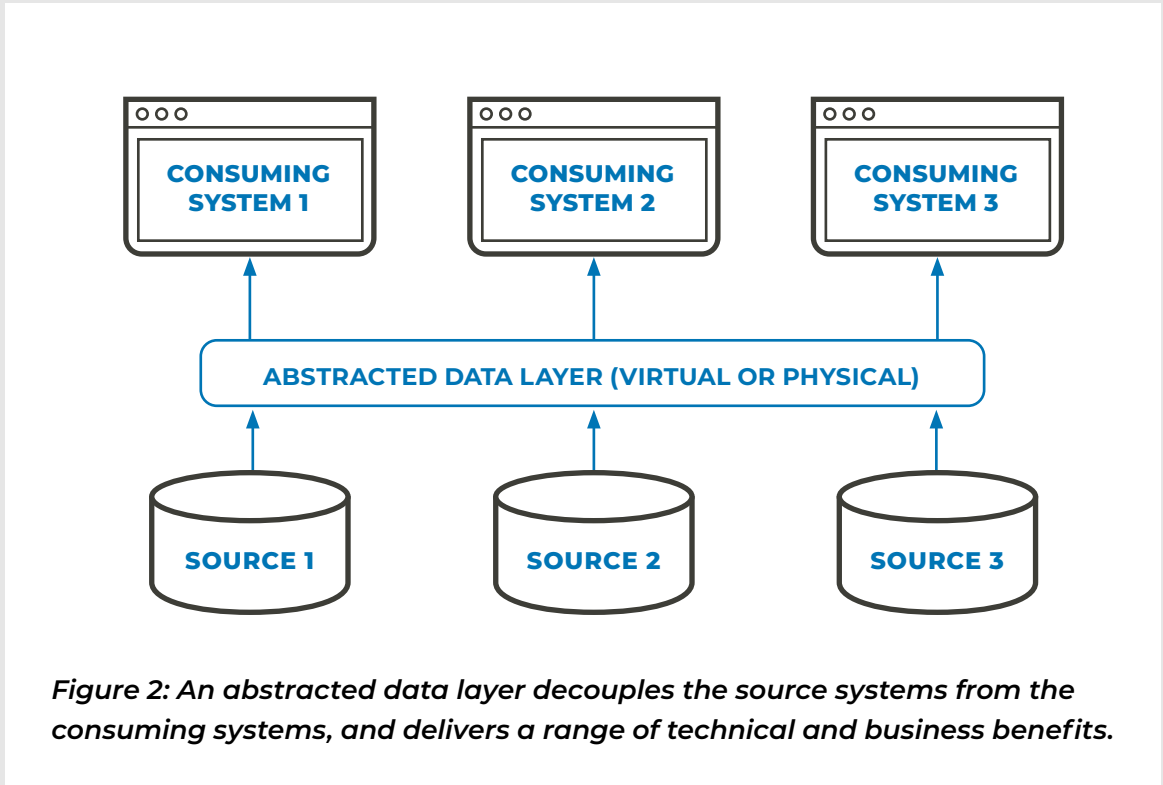 CONSUMING
SYSTEM 1
CONSUMING
SYSTEM 2
CONSUMING
SYSTEM 3
ABSTRACTED DATA LAYER (VIRTUAL OR PHYSICAL)
SOURCE 1
SOURCE 2
SOURCE 3
Figure 2: An abstracted data layer decouples the source systems from the
consuming systems, and delivers a range of technical and business benefits.